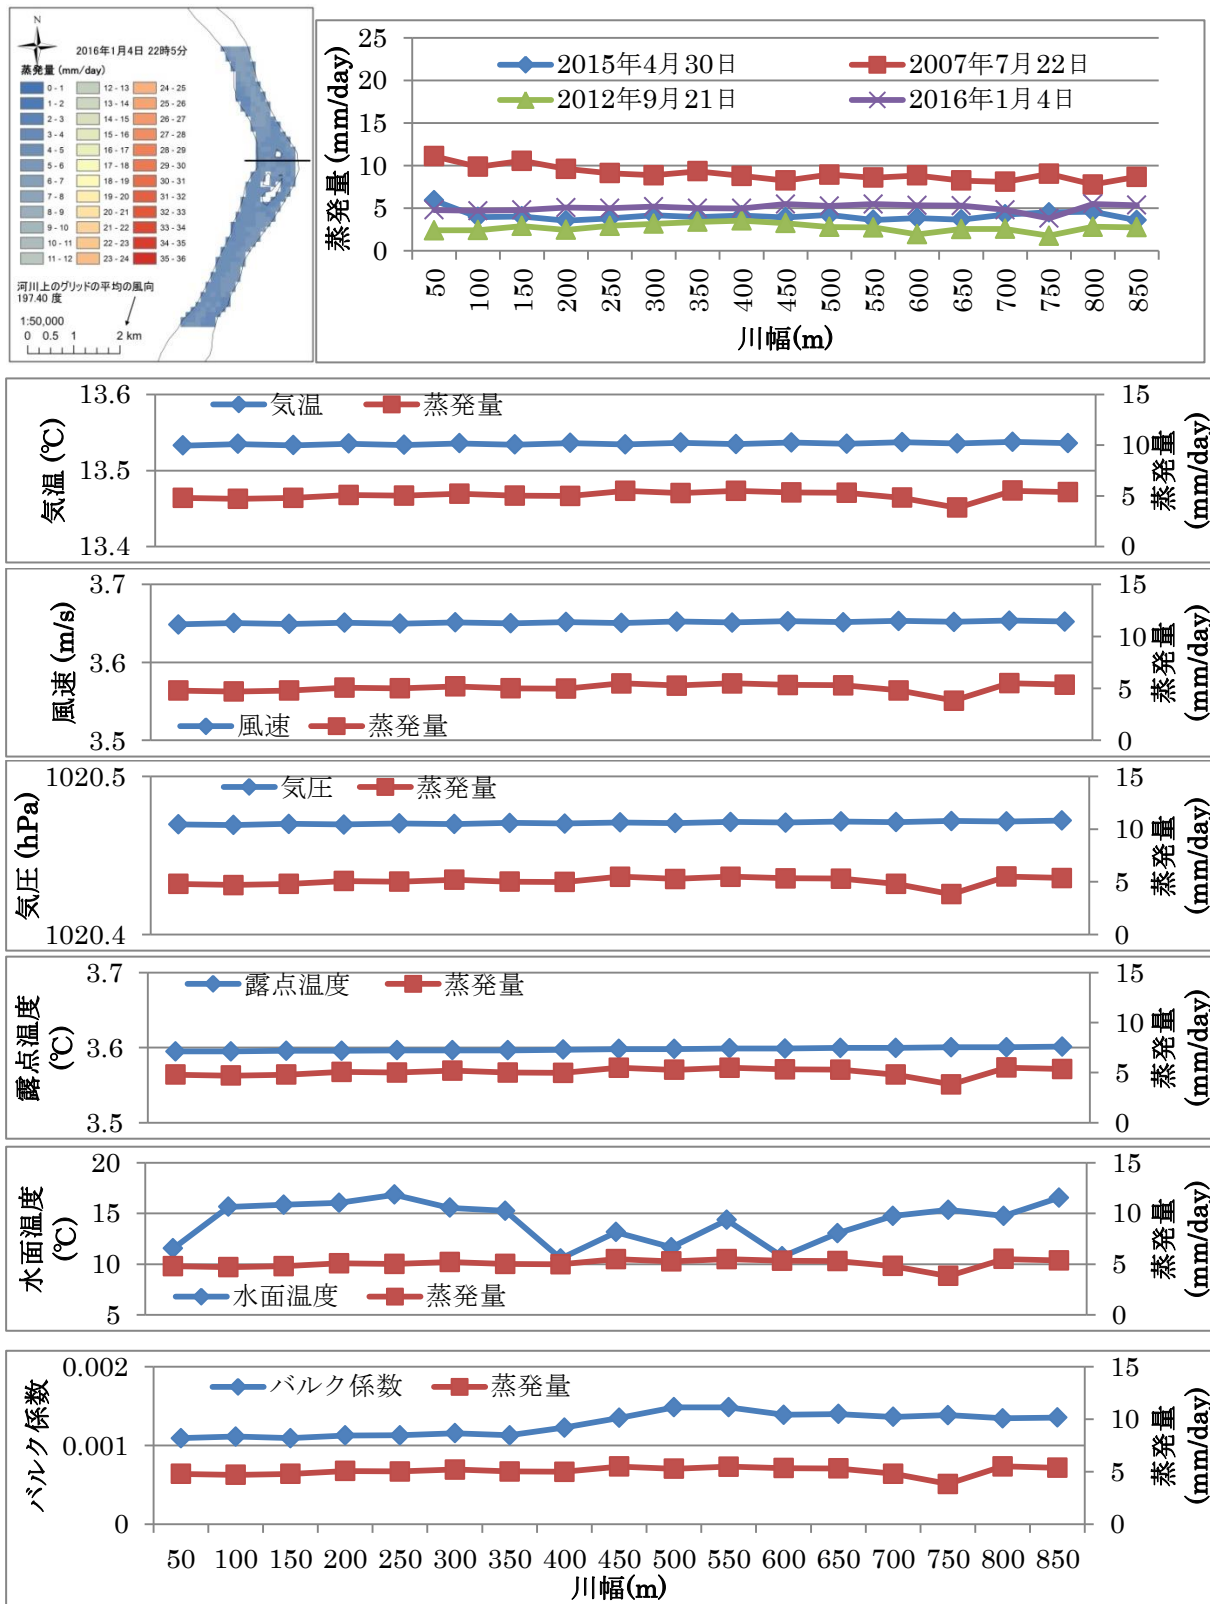 N
2016年1月4日 22時5分
蒸発量 (mm/day)
0 - 1 12 - 13 24 - 25
1 - 2 13 - 14 25 - 26
2 - 3 14 - 15 26 - 27
3 - 4 15 - 16 27 - 28
4 - 5 16 - 17 28 - 29
5 - 6 17 - 18 29 - 30
6 - 7 18 - 19 30 - 31
7 - 8 19 - 20 31 - 32
8 - 9 20 - 21 32 - 33
9 - 10 21 - 22 33 - 34
10 - 11 22 - 23 34 - 35
11 - 12 23 - 24 35 - 36
河川上のグリッドの平均の風向
197.40 度
1:50,000
0 0.5 1 2 km
蒸発量 (mm/day)
25
20
15
10
5
0
2015年4月30日 2007年7月22日
2012年9月21日 2016年1月4日
50 100 150 200 250 300 350 400 450 500 550 600 650 700 750 800 850
川幅(m)
気温 (℃)
13.6
13.5
13.4
気温 蒸発量
15
10
5
0
蒸発量
(mm/day)
風速 (m/s)
3.7
3.6
3.5
風速 蒸発量
15
10
5
0
蒸発量
(mm/day)
気圧 (hPa)
1020.5
1020.4
気圧 蒸発量
15
10
5
0
蒸発量
(mm/day)
露点温度
(℃)
3.7
3.6
3.5
露点温度 蒸発量
15
10
5
0
蒸発量
(mm/day)
水面温度
(℃)
20
15
10
5
水面温度 蒸発量
15
10
5
0
蒸発量
(mm/day)
バルク係数
0.002
0.001
0
バルク係数 蒸発量
15
10
5
0
蒸発量
(mm/day)
50 100 150 200 250 300 350 400 450 500 550 600 650 700 750 800 850
川幅(m)